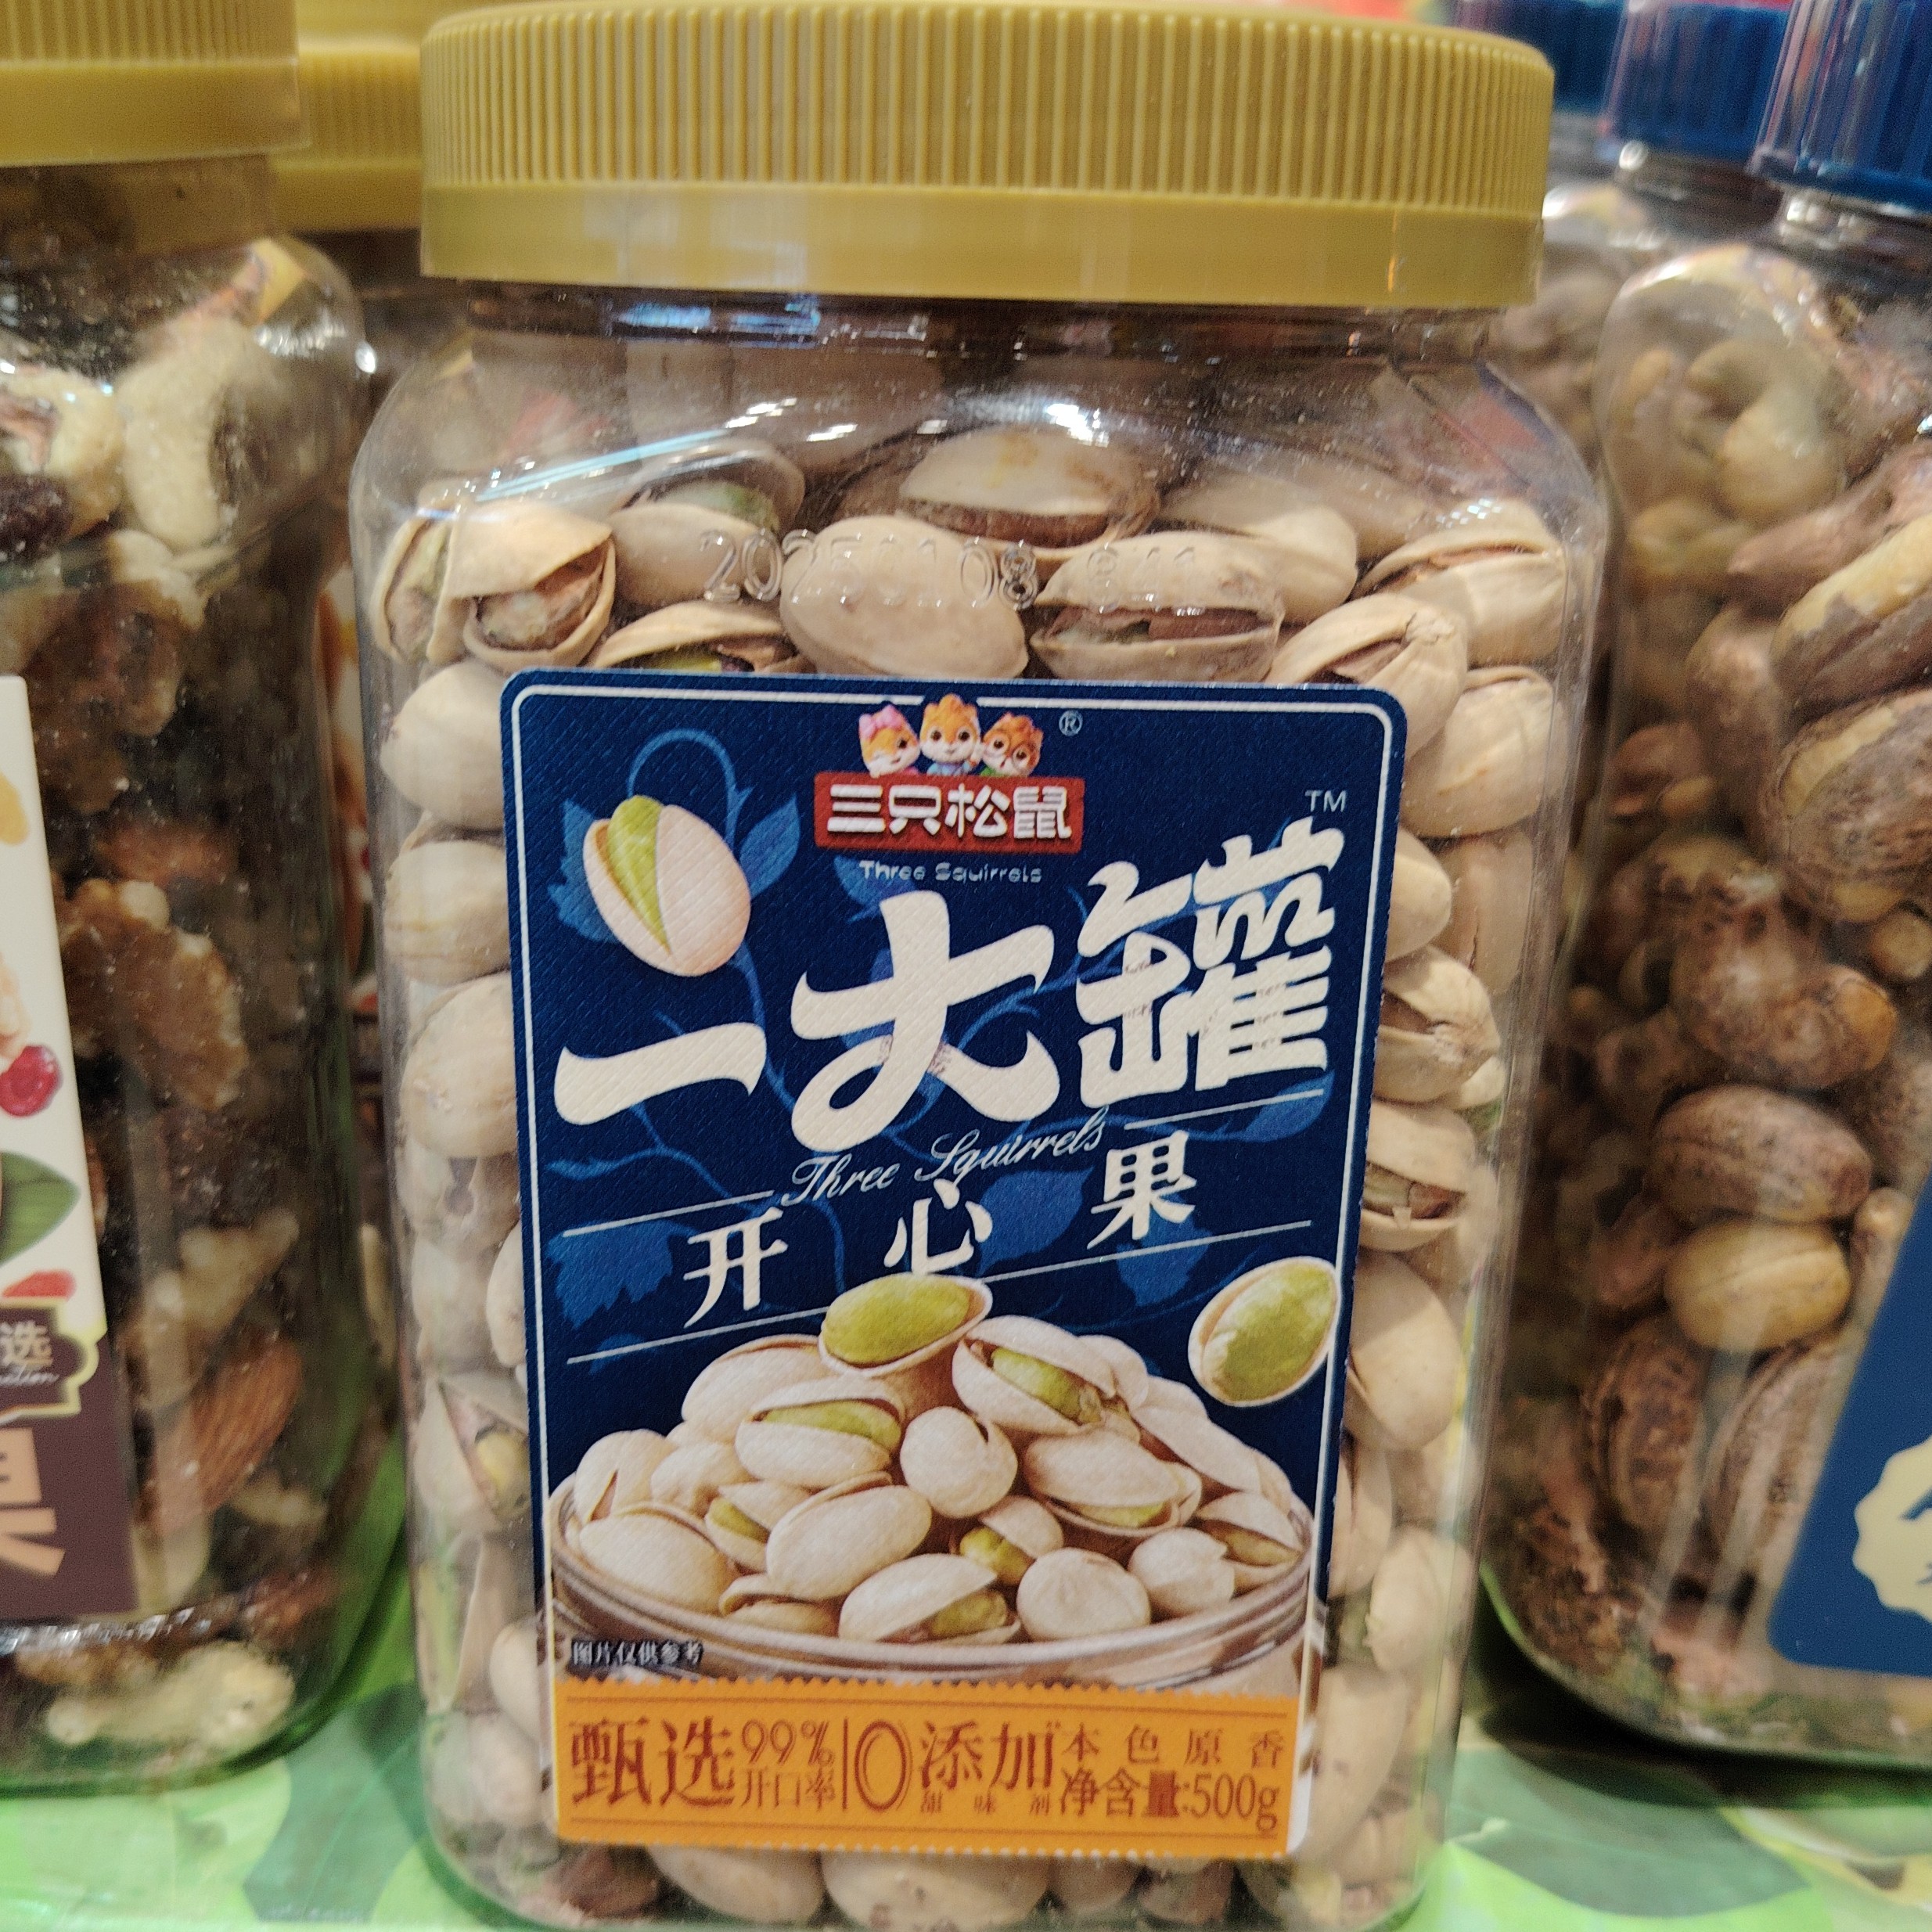 三只松鼠
®
Three Squirrels
TM
一大罐
Three Squirrels
开心果
图片仅供参考
甄选 99% 开口率 | 0 添加 甜味剂 本色原香
净含量:500g
选
果